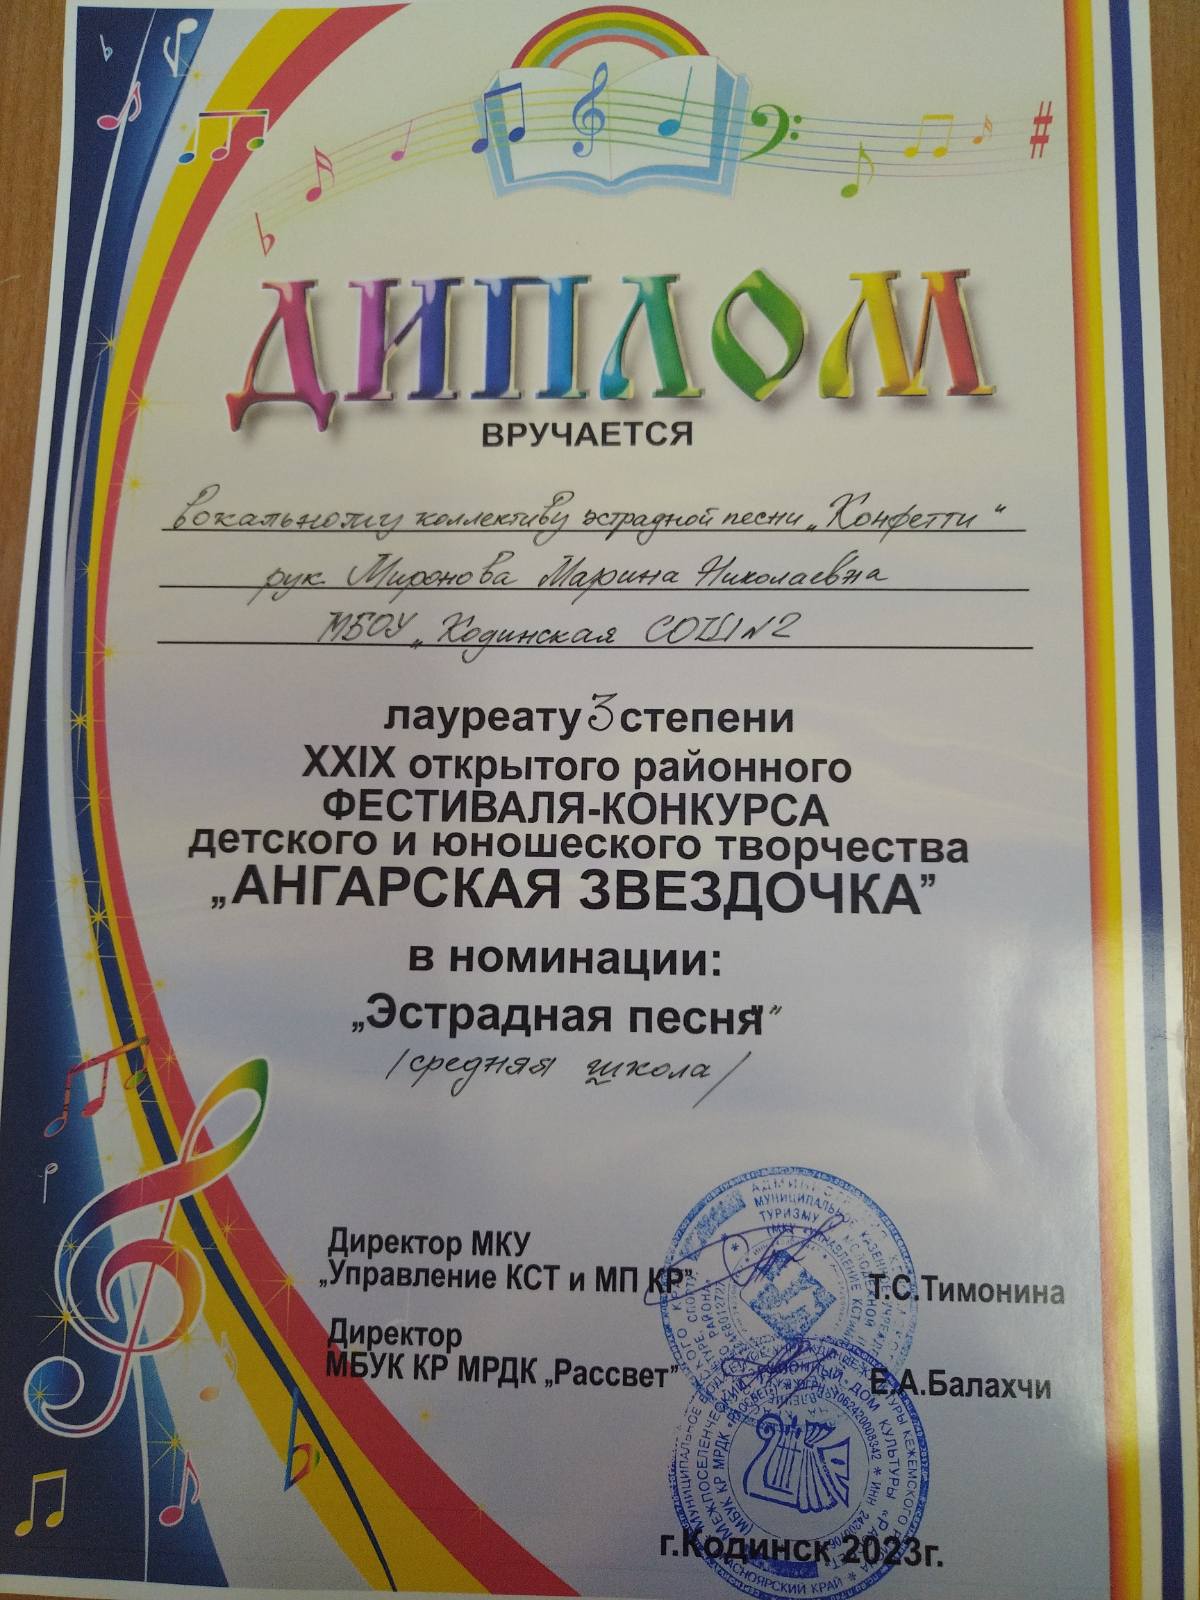 ДИПЛОМ
ВРУЧАЕТСЯ
вокальному коллективу эстрадной песни „Конфетти"
рук Миронова Марина Николаевна
МБОУ „Кодинская СОШ N2
лауреату 3 степени
XXIX открытого районного
ФЕСТИВАЛЯ-КОНКУРСА
детского и юношеского творчества
„АНГАРСКАЯ ЗВЕЗДОЧКА”
в номинации:
„Эстрадная песня”
/средняя школа/
Директор МКУ
„Управление КСТ и МП КР” Т.С.Тимонина
Директор
МБУК КР МРДК „Рассвет” Е.А.Балахчи
г.Кодинск 2023г.